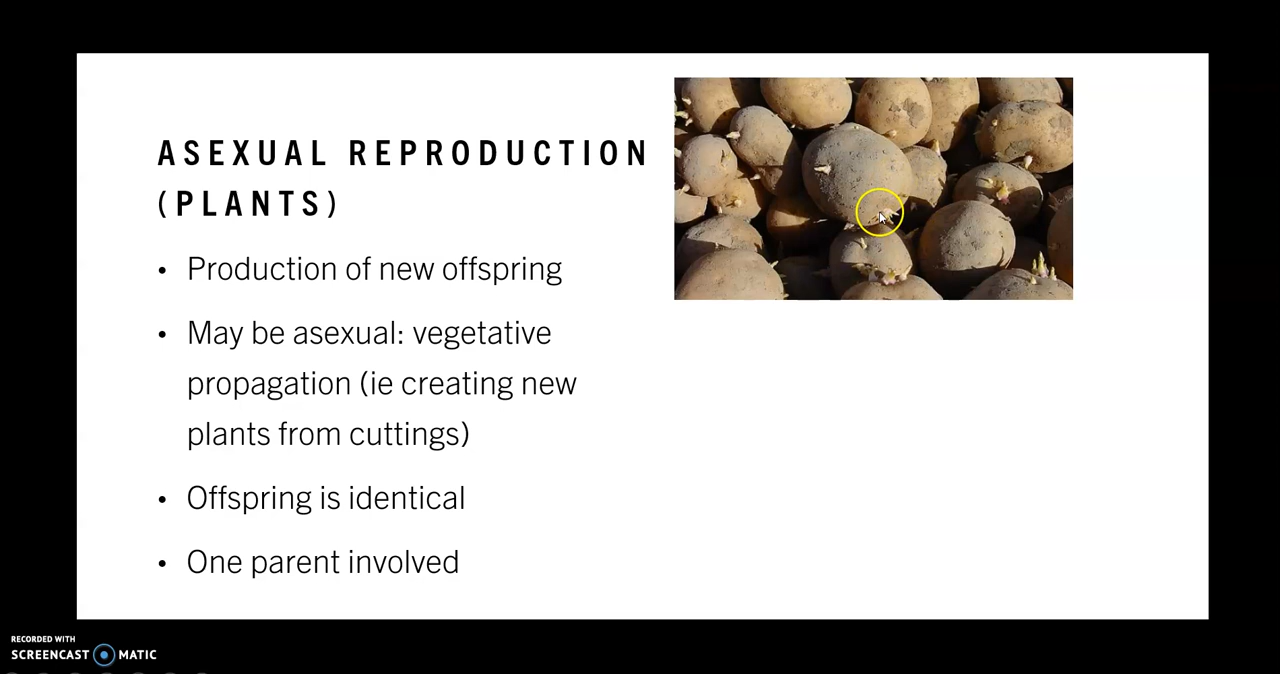 ASEXUAL REPRODUCTION
(PLANTS)
• Production of new offspring
• May be asexual: vegetative
propagation (ie creating new
plants from cuttings)
• Offspring is identical
• One parent involved
RECORDED WITH
SCREENCAST MATIC